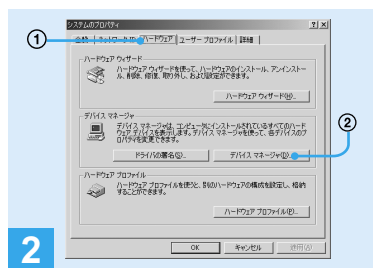 システムのプロパティ
① 全般 | ネットワーク ID | ハードウェア | ユーザー プロファイル | 詳細
ハードウェア ウィザード
ハードウェア ウィザードを使って、ハードウェアのインストール、アンインストール、削除、修復、取り外し、および設定ができます。
ハードウェア ウィザード(H)...
デバイス マネージャ
②
デバイス マネージャは、コンピュータにインストールされているすべてのハードウェア デバイスを表示します。デバイス マネージャを使って、各デバイスのプロパティを変更できます。
ドライバの署名(S)... デバイス マネージャ(D)...
ハードウェア プロファイル
ハードウェア プロファイルを使うと、別のハードウェアの構成を設定し、格納することができます。
ハードウェア プロファイル(P)...
2
OK キャンセル 適用(A)